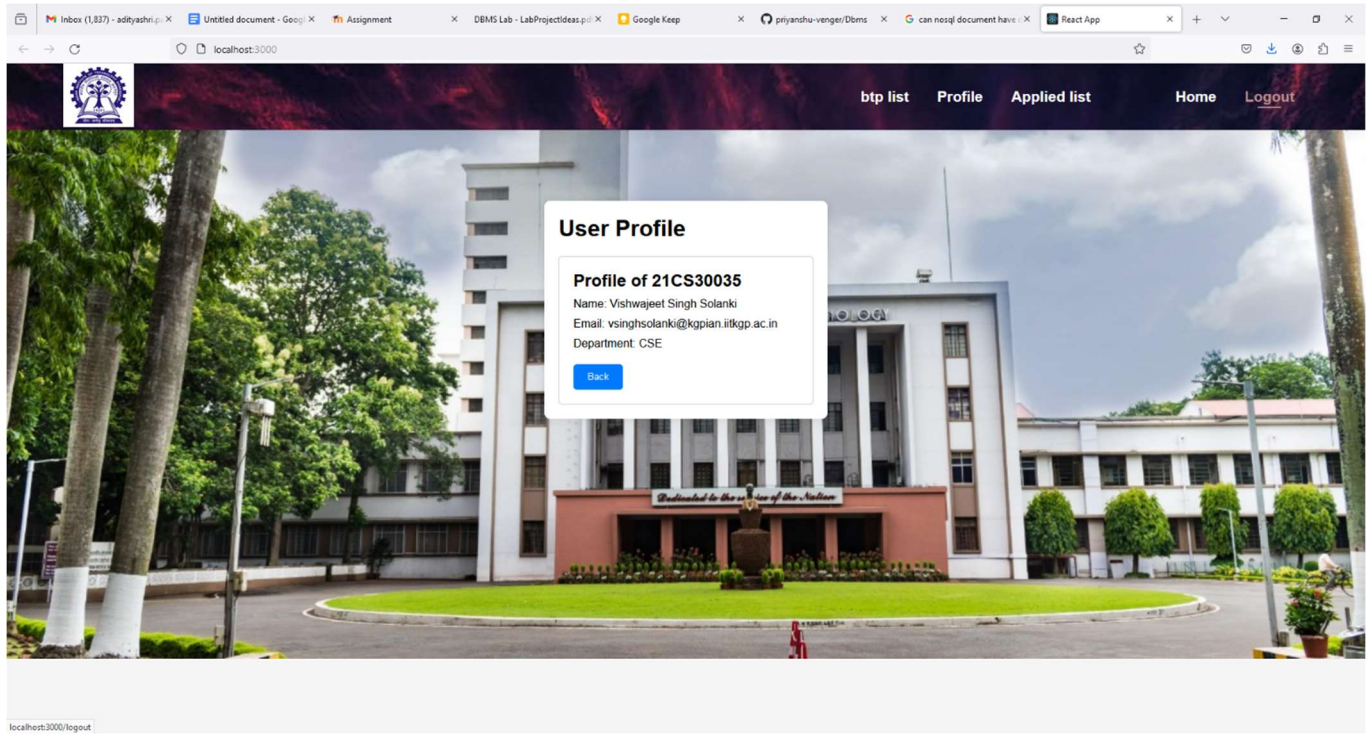 Inbox (1,837) - adityashri.p
Untitled document - Googl
Assignment
DBMS Lab - LabProjectIdeas.pd
Google Keep
priyanshu-venger/Dbms
can nosql document have
React App
localhost:3000
btp list Profile Applied list Home Logout
User Profile
Profile of 21CS30035
Name: Vishwajeet Singh Solanki
Email: vsinghsolanki@kgpian.iitkgp.ac.in
Department: CSE
Back
OLOGY
Dedicated to the service of the Nation
localhost:3000/logout